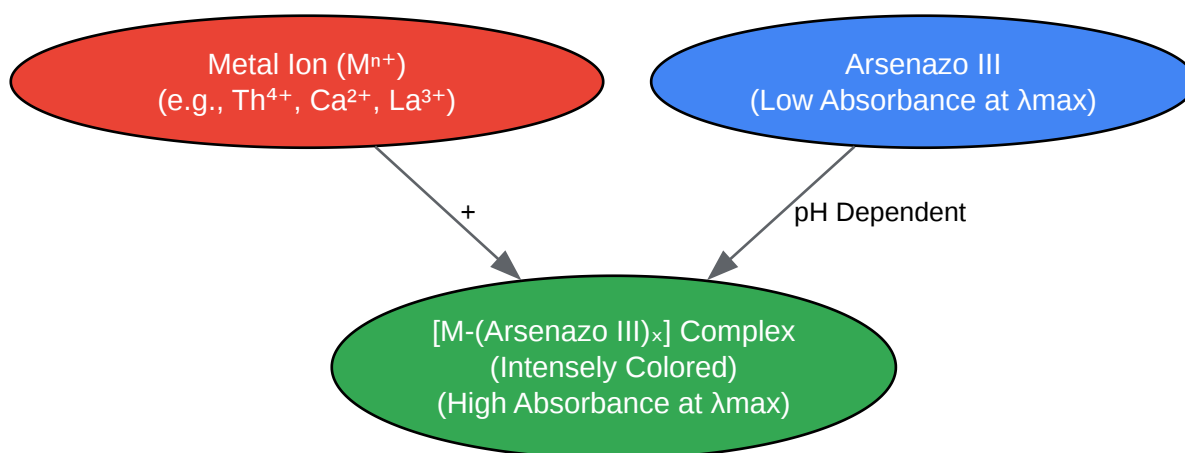 Metal Ion (Mⁿ⁺)
(e.g., Th⁴⁺, Ca²⁺, La³⁺)
Arsenazo III
(Low Absorbance at λmax)
+
pH Dependent
[M-(Arsenazo III)ₓ] Complex
(Intensely Colored)
(High Absorbance at λmax)